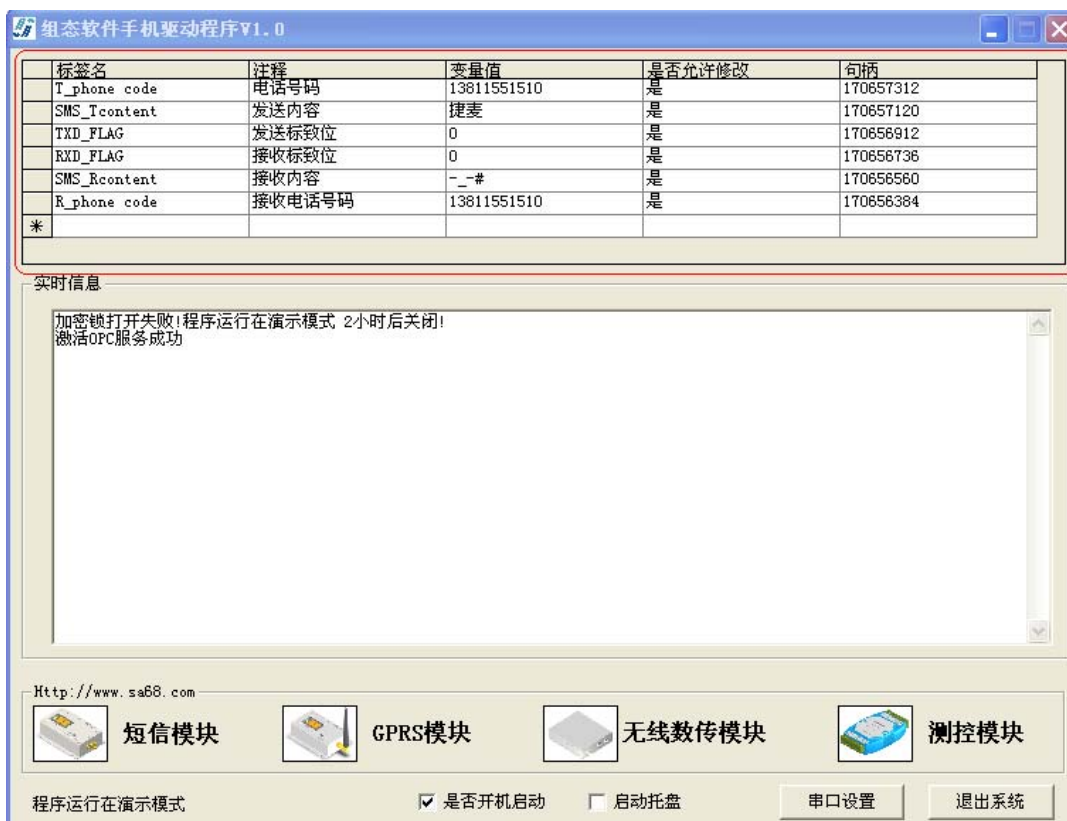 组态软件手机驱动程序V1.0
标签名 注释 变量值 是否允许修改 句柄
T_phone code 电话号码 13811551510 是 170657312
SMS_Tcontent 发送内容 捷麦 是 170657120
TXD_FLAG 发送标致位 0 是 170656912
RXD_FLAG 接收标致位 0 是 170656736
SMS_Rcontent 接收内容 -_-# 是 170656560
R_phone code 接收电话号码 13811551510 是 170656384
*
实时信息
加密锁打开失败!程序运行在演示模式 2小时后关闭!
激活OPC服务成功
Http://www.sa68.com
短信模块 GPRS模块 无线数传模块 测控模块
程序运行在演示模式 是否开机启动 启动托盘 串口设置 退出系统